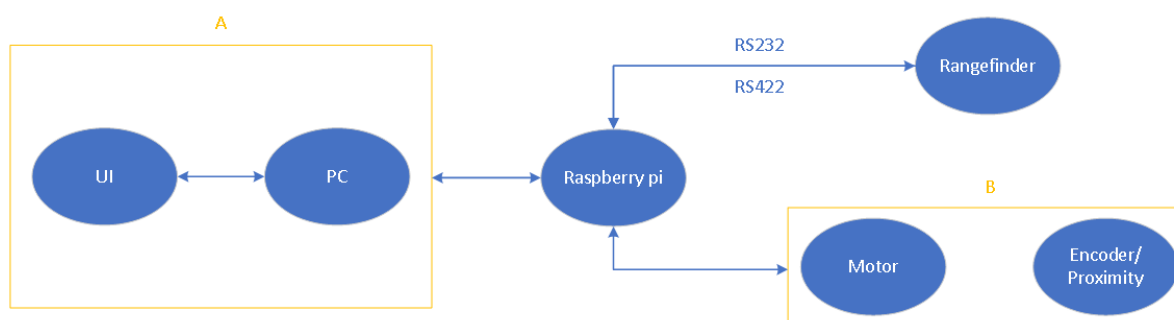 A
RS232
Rangefinder
RS422
UI
PC
Raspberry pi
B
Motor
Encoder/
Proximity